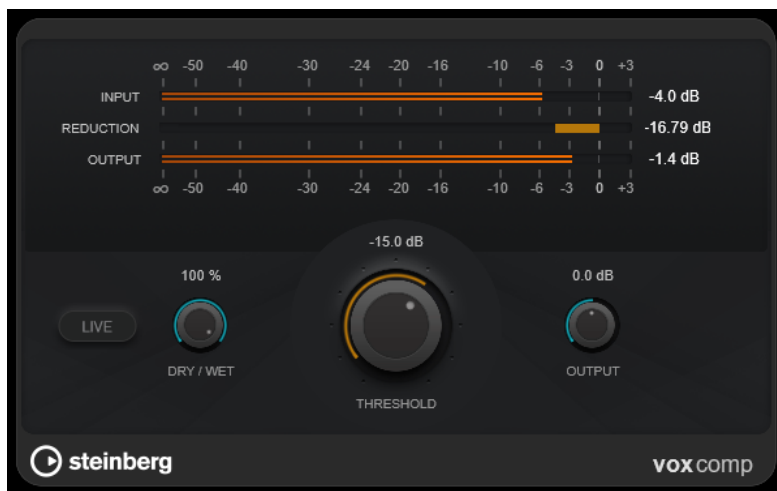 ∞ -50 -40 -30 -24 -20 -16 -10 -6 -3 0 +3
INPUT -4.0 dB
REDUCTION -16.79 dB
OUTPUT -1.4 dB
∞ -50 -40 -30 -24 -20 -16 -10 -6 -3 0 +3
-15.0 dB
100 % 0.0 dB
LIVE
DRY / WET OUTPUT
THRESHOLD
steinberg voxcomp